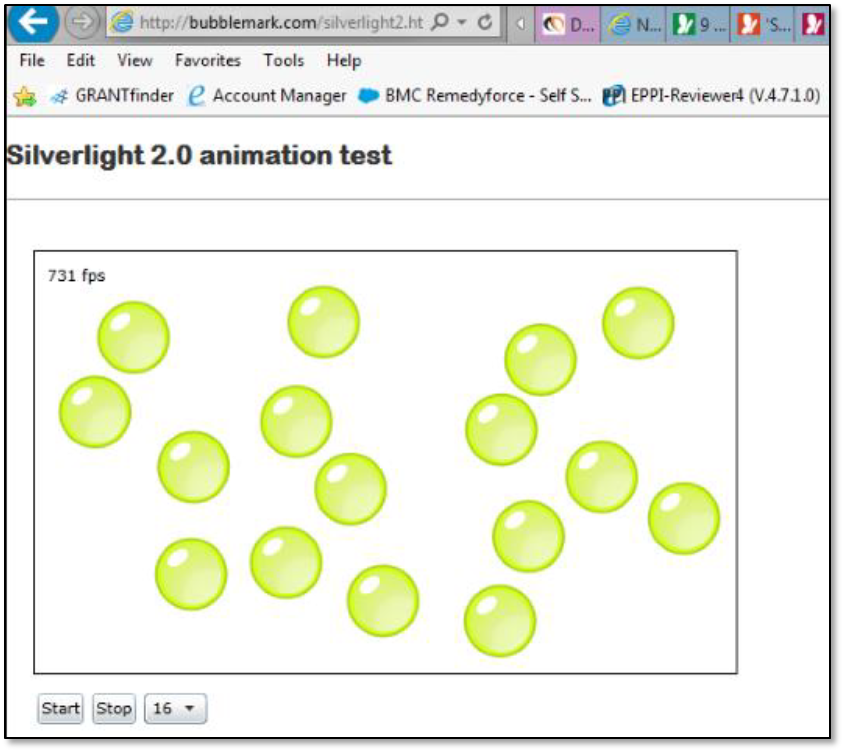 http://bubblemark.com/silverlight2.ht D... N... 9 ... 'S...
File Edit View Favorites Tools Help
GRANTfinder Account Manager BMC Remedyforce - Self S... EPPI-Reviewer4 (V.4.7.1.0)
Silverlight 2.0 animation test
731 fps
Start Stop 16